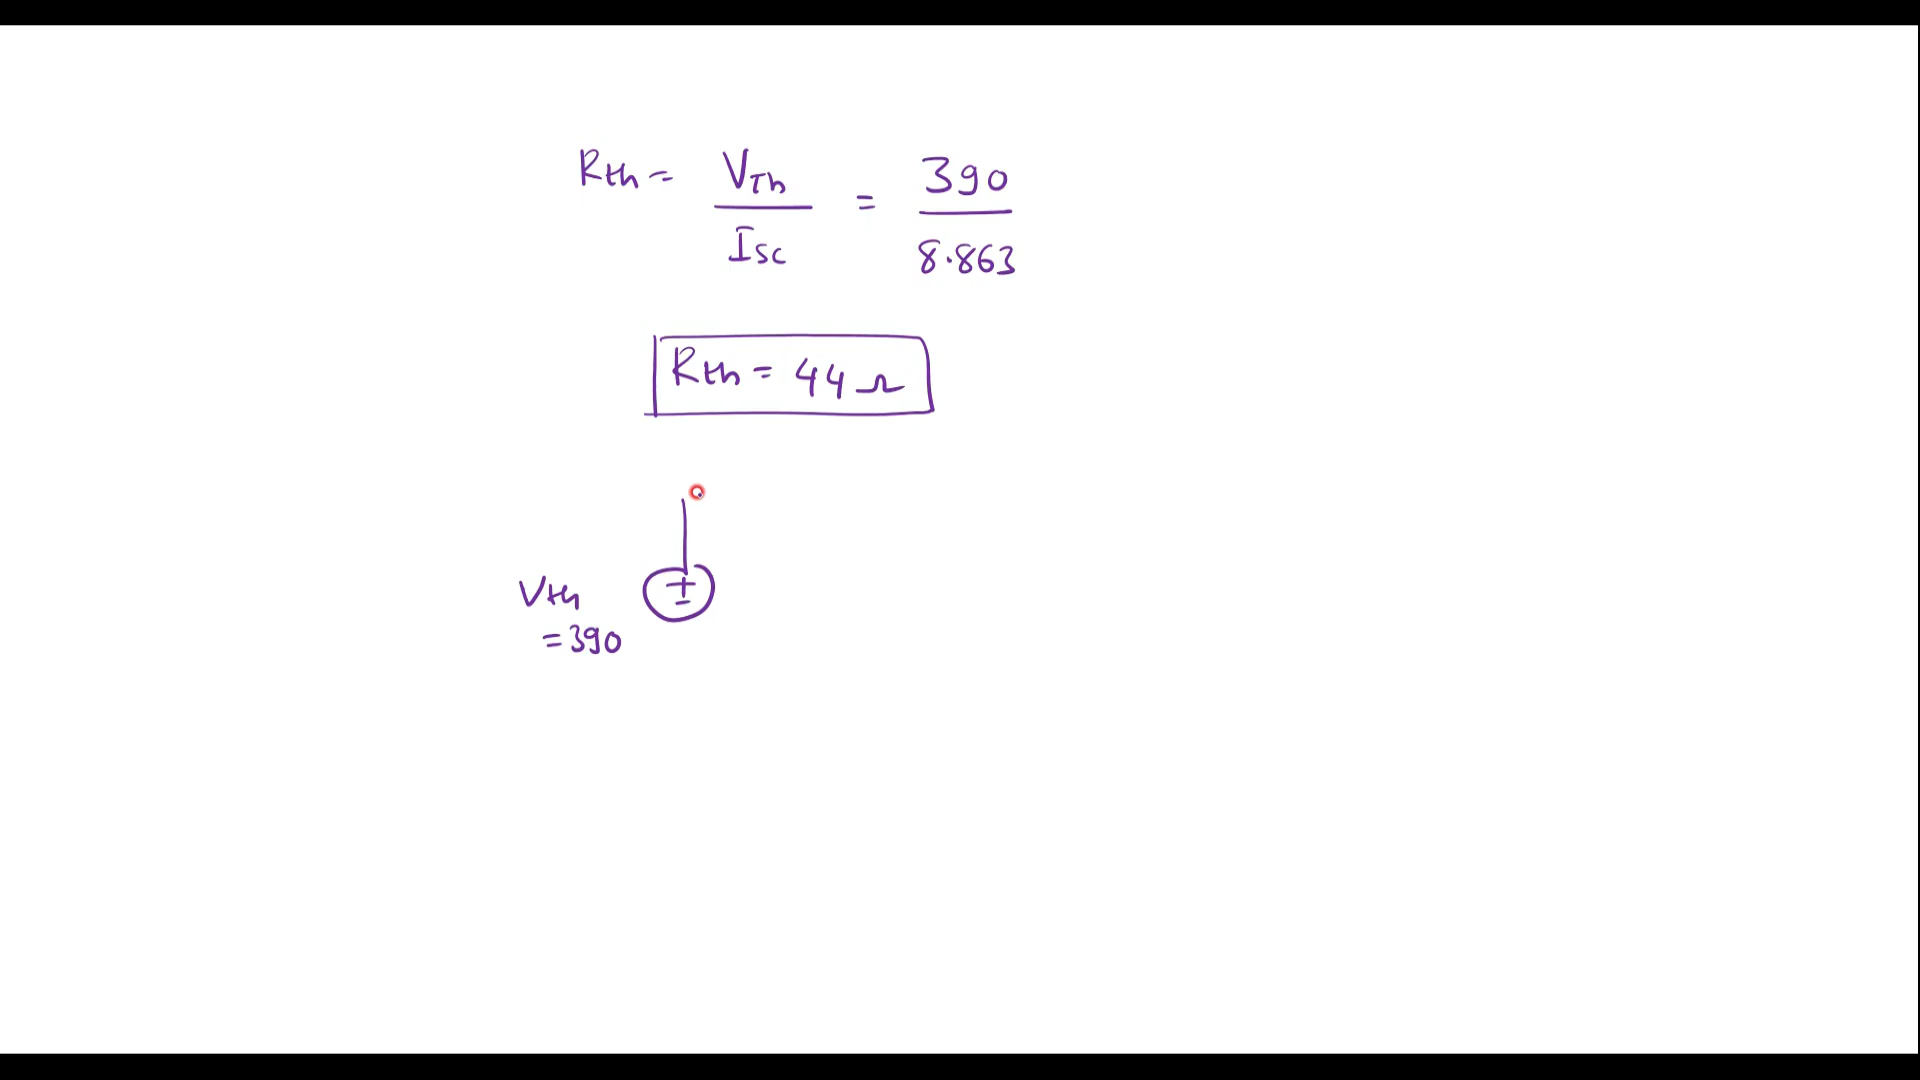 Rth = VTh / Isc = 390 / 8.863
Rth = 44 Ω
+
-
Vth
= 390